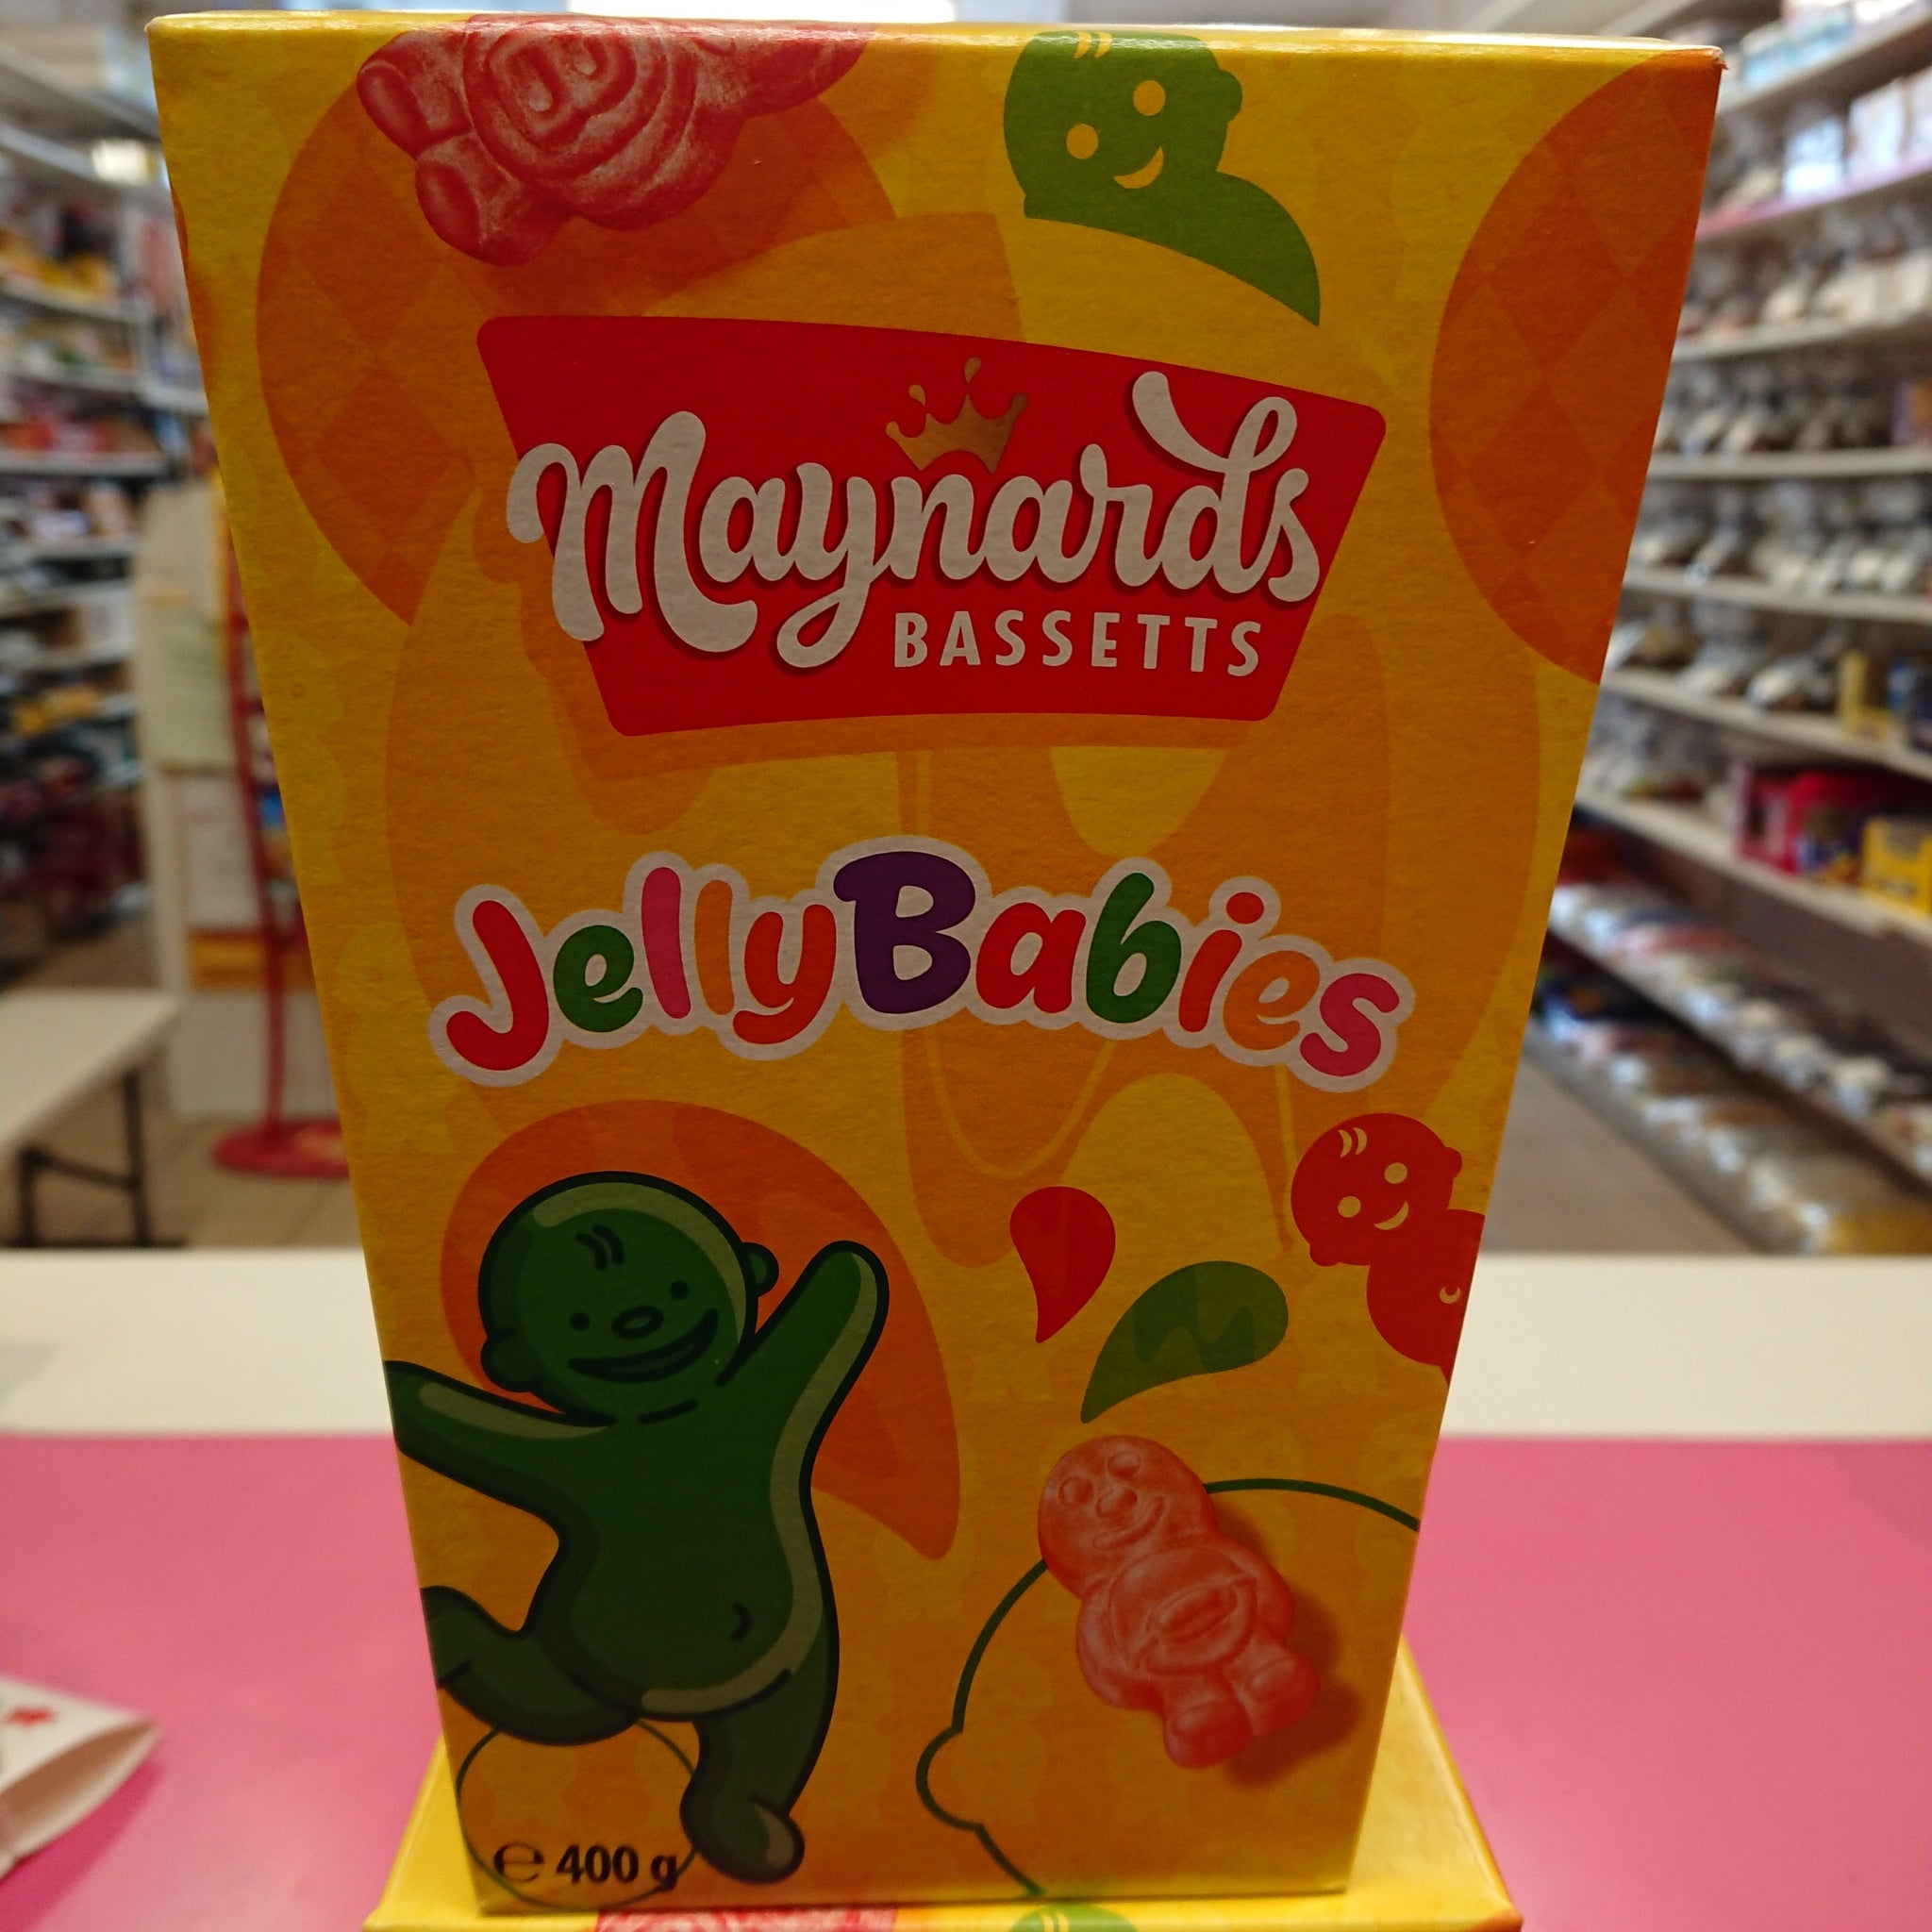 Maynards
BASSETTS
JellyBabies
℮ 400 g